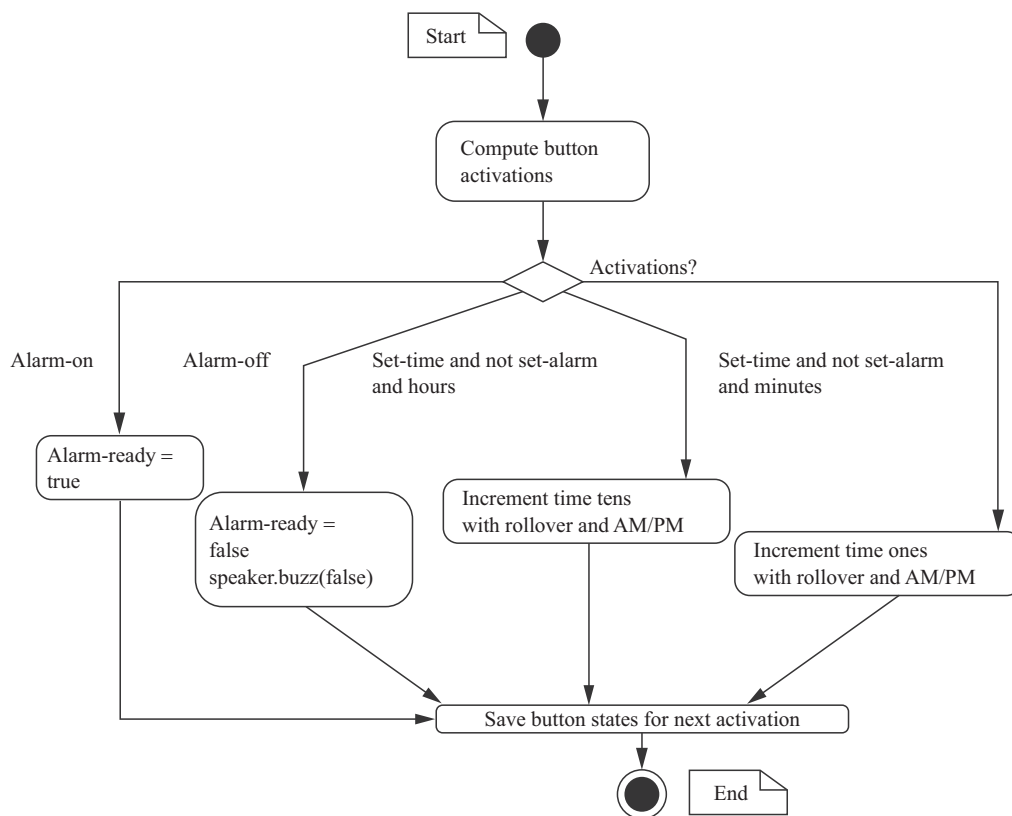 Start
Compute button
activations
Activations?
Alarm-on
Alarm-off
Set-time and not set-alarm
and hours
Set-time and not set-alarm
and minutes
Alarm-ready =
true
Alarm-ready =
false
speaker.buzz(false)
Increment time tens
with rollover and AM/PM
Increment time ones
with rollover and AM/PM
Save button states for next activation
End